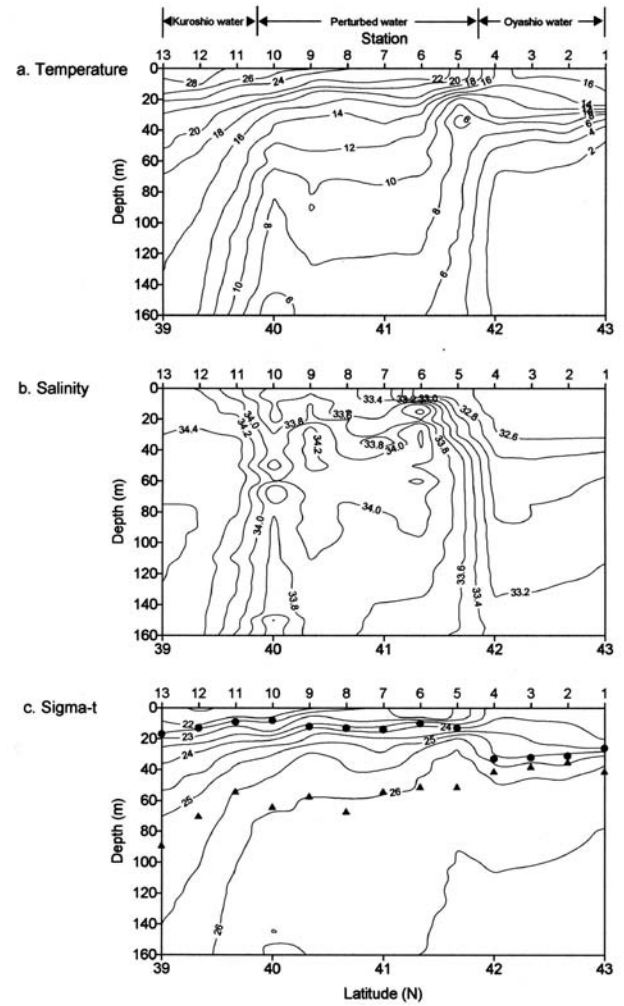 Kuroshio water Perturbed water Oyashio water
Station
13 12 11 10 9 8 7 6 5 4 3 2 1
a. Temperature
0
20
40
60
80
100
120
140
160
Depth (m)
28 26 24 22 20 18 16 16
20 18 16 14 14
12 10 8 6 6 4 2
10 8 6 8 6
39 40 41 42 43
13 12 11 10 9 8 7 6 5 4 3 2 1
b. Salinity
0
20
40
60
80
100
120
140
160
Depth (m)
34.4 34.2 34.0 33.8 33.8 33.4 33.2 33.0 32.8 32.6
34.2 33.8 34.0 33.8
34.0 34.0
33.8 33.6 33.4 33.2
39 40 41 42 43
13 12 11 10 9 8 7 6 5 4 3 2 1
c. Sigma-t
0
20
40
60
80
100
120
140
160
Depth (m)
22 23 24 24 25
25 26
26
39 40 41 42 43
Latitude (N)